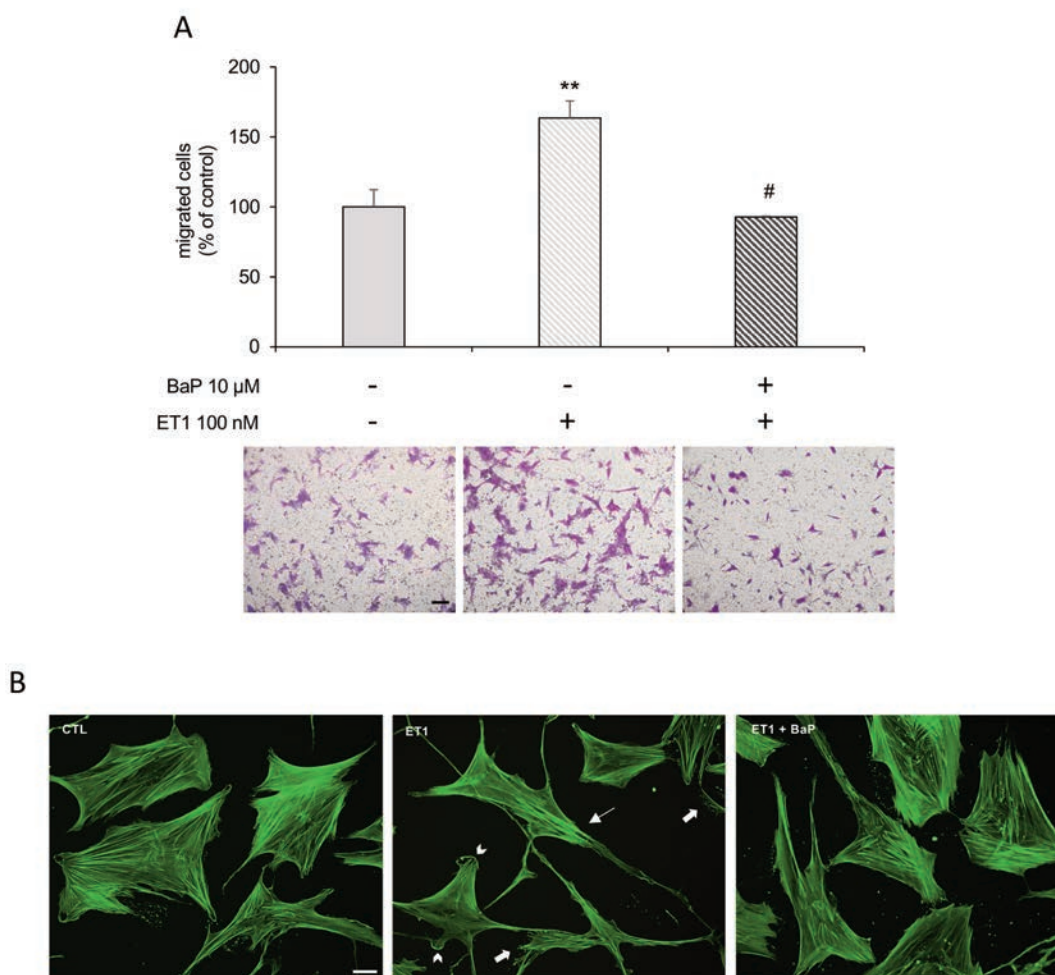 A
200
**
150
#
100
50
0
migrated cells
(% of control)
BaP 10 µM - - +
ET1 100 nM - + +
B
CTL
ET1
ET1 + BaP